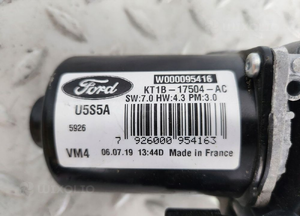 W000095416
Ford
KT1B-17504-AC
SW:7.0 HW:4.3 PM:3.0
U5S5A
5926
7 926000 954163
VM4 06.07.19 13:44D Made in France